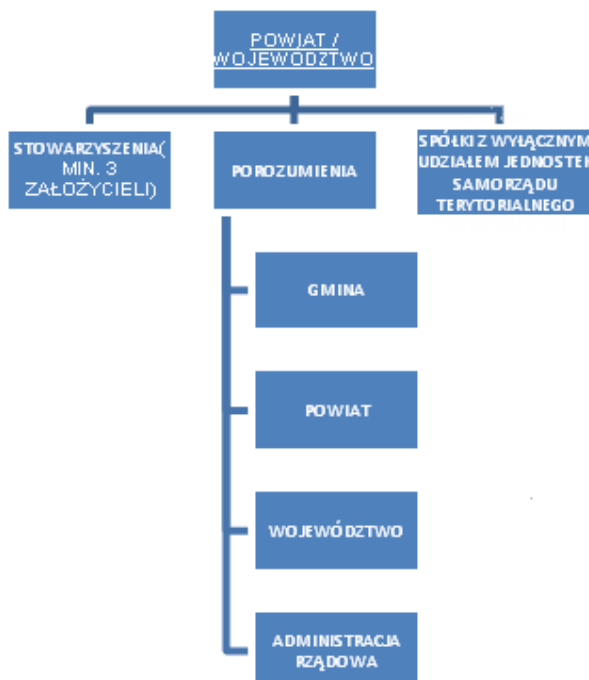 POWIAT /
WOJEWÓDZTWO
STOWARZYSZENIA(
MIN. 3
ZAŁOŻYCIELI)
POROZUMIENIA
SPÓŁKI Z WYŁĄCZNYM
UDZIAŁEM JEDNOSTEK
SAMORZĄDU
TERYTORIALNEGO
GMINA
POWIAT
WOJEWÓDZTWO
ADMINISTRACJA
RZĄDOWA